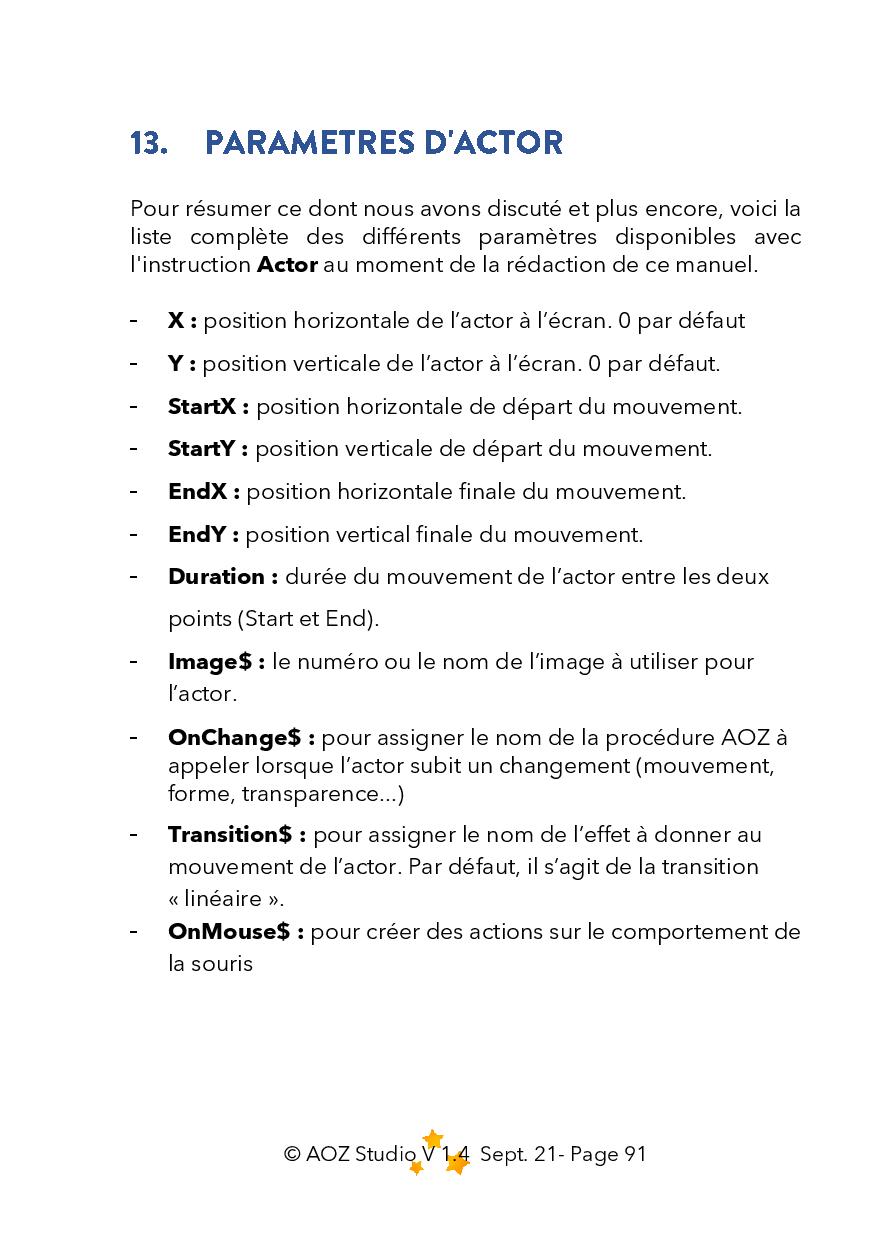 13. PARAMETRES D'ACTOR
Pour résumer ce dont nous avons discuté et plus encore, voici la
liste complète des différents paramètres disponibles avec
l'instruction Actor au moment de la rédaction de ce manuel.
- X : position horizontale de l’actor à l’écran. 0 par défaut
- Y : position verticale de l’actor à l’écran. 0 par défaut.
- StartX : position horizontale de départ du mouvement.
- StartY : position verticale de départ du mouvement.
- EndX : position horizontale finale du mouvement.
- EndY : position vertical finale du mouvement.
- Duration : durée du mouvement de l’actor entre les deux
points (Start et End).
- Image$ : le numéro ou le nom de l’image à utiliser pour
l’actor.
- OnChange$ : pour assigner le nom de la procédure AOZ à
appeler lorsque l’actor subit un changement (mouvement,
forme, transparence...)
- Transition$ : pour assigner le nom de l’effet à donner au
mouvement de l’actor. Par défaut, il s’agit de la transition
« linéaire ».
- OnMouse$ : pour créer des actions sur le comportement de
la souris
© AOZ Studio V 1.4 Sept. 21- Page 91